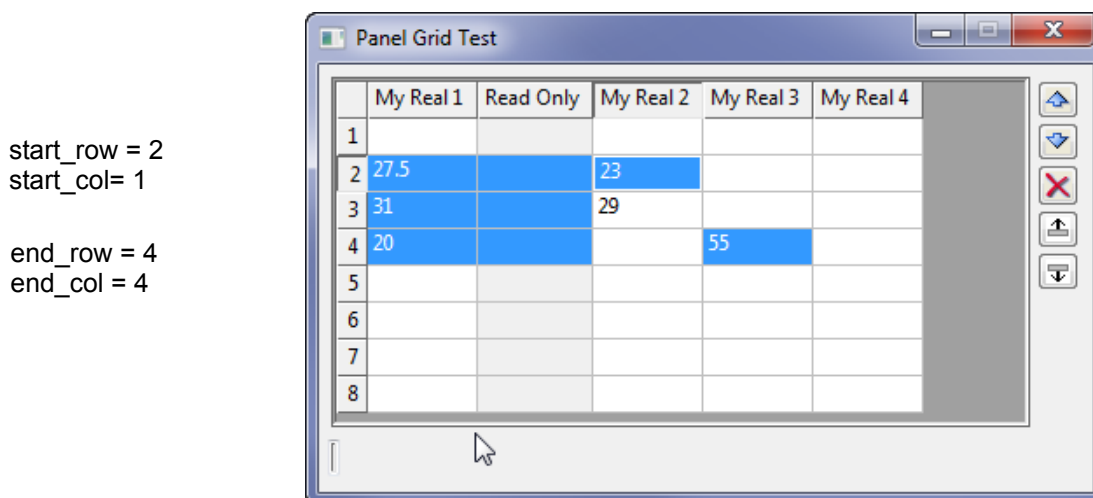 start_row = 2
start_col= 1
end_row = 4
end_col = 4
Panel Grid Test
My Real 1 Read Only My Real 2 My Real 3 My Real 4
1
2 27.5 23
3 31 29
4 20 55
5
6
7
8